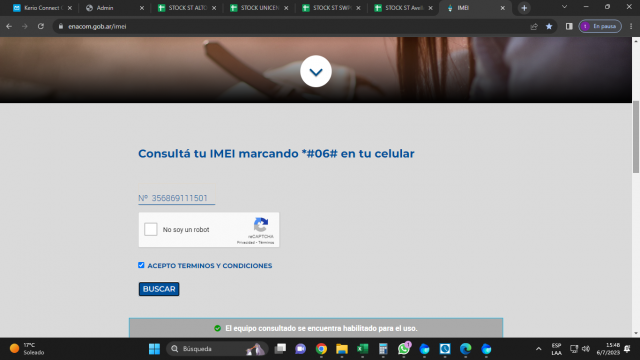 Kerio Connect
Admin
STOCK ST ALTO
STOCK UNICEN
STOCK ST SWP
STOCK ST Avell
IMEI
enacom.gob.ar/imei
En pausa
Consultá tu IMEI marcando *#06# en tu celular
Nº 356869111501
No soy un robot
reCAPTCHA
Privacidad - Términos
ACEPTO TERMINOS Y CONDICIONES
BUSCAR
El equipo consultado se encuentra habilitado para el uso.
17°C
Soleado
Búsqueda
ESP
LAA
15:48
6/7/2023